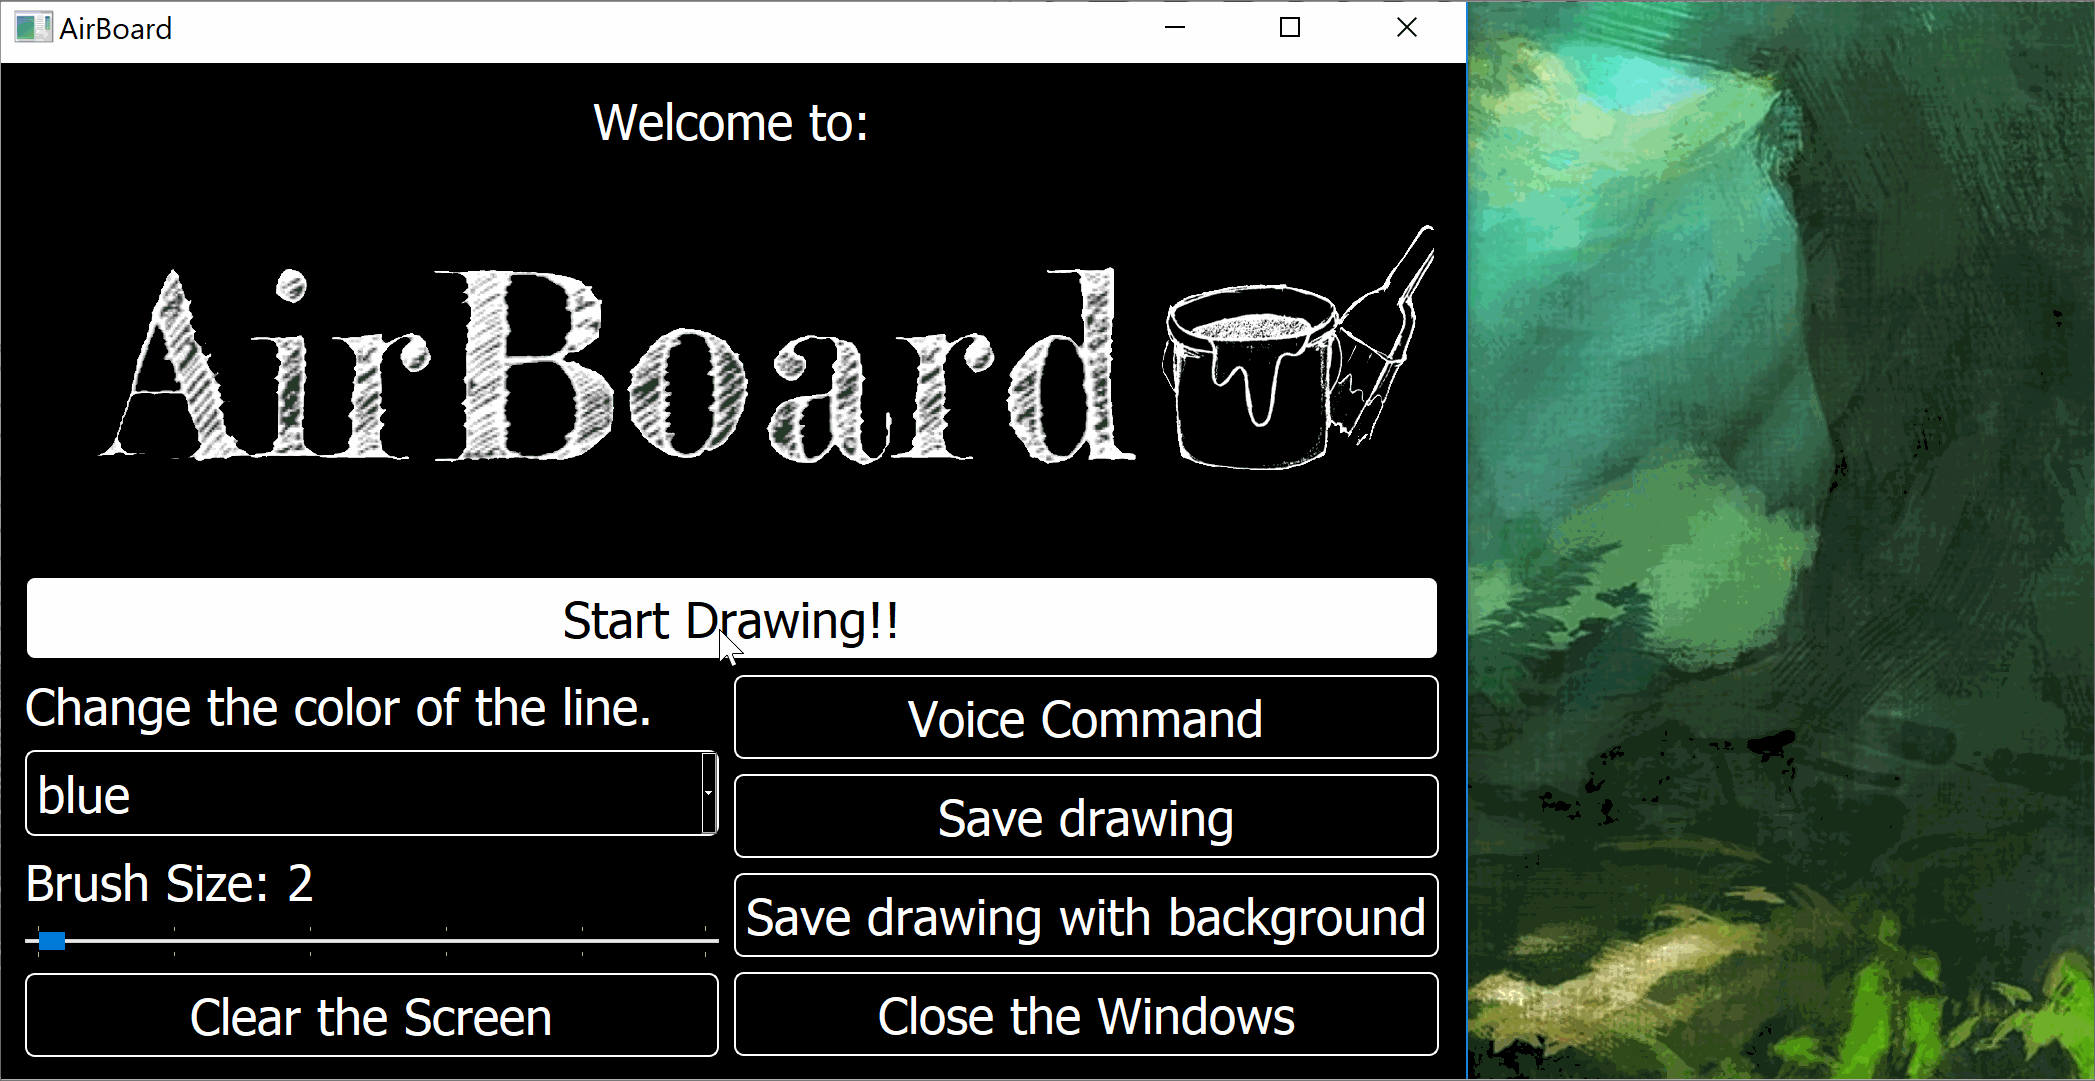 AirBoard
Welcome to:
AirBoard
Start Drawing!!
Change the color of the line.
blue
Brush Size: 2
Clear the Screen
Voice Command
Save drawing
Save drawing with background
Close the Windows